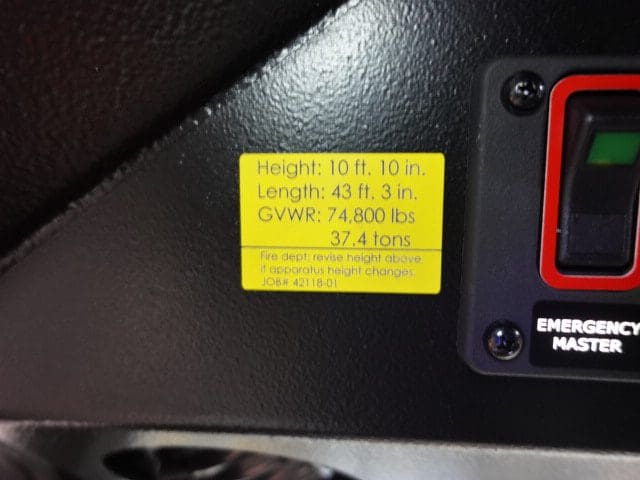 Height: 10 ft. 10 in.
Length: 43 ft. 3 in.
GVWR: 74,800 lbs
37.4 tons
Fire dept: revise height above
if apparatus height changes.
JOB# 42118-01
EMERGENCY
MASTER